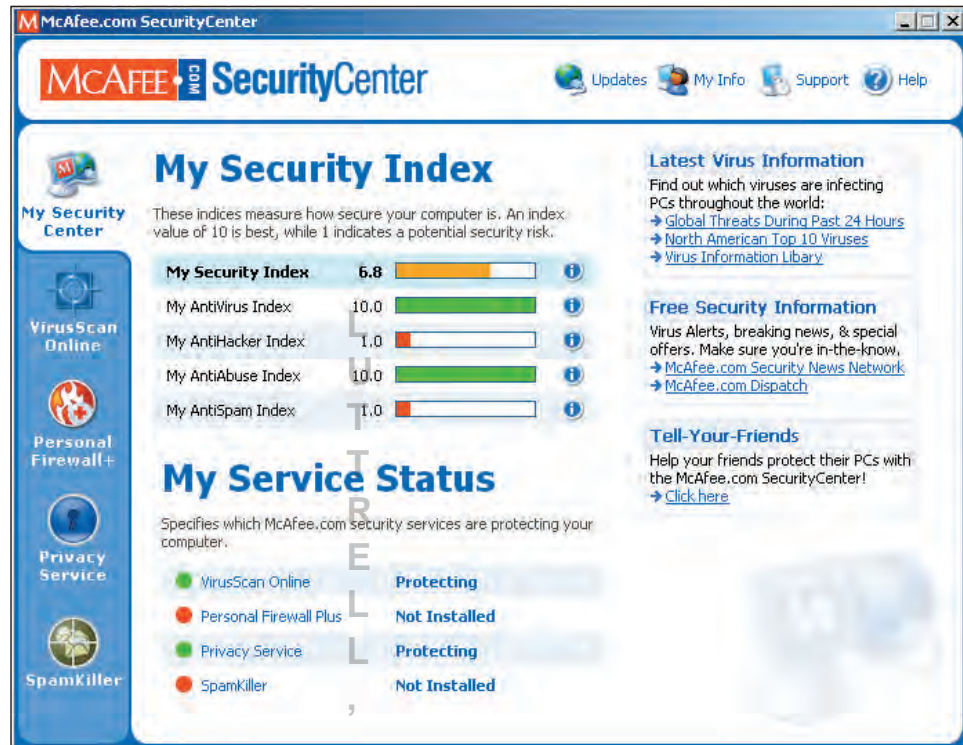 McAfee.com SecurityCenter
McAFEE.COM SecurityCenter
Updates My Info Support Help
My Security Center
VirusScan Online
Personal Firewall+
Privacy Service
SpamKiller
My Security Index
These indices measure how secure your computer is. An index
value of 10 is best, while 1 indicates a potential security risk.
My Security Index 6.8
My AntiVirus Index 10.0
My AntiHacker Index 1.0
My AntiAbuse Index 10.0
My AntiSpam Index 1.0
My Service Status
Specifies which McAfee.com security services are protecting your
computer.
VirusScan Online Protecting
Personal Firewall Plus Not Installed
Privacy Service Protecting
SpamKiller Not Installed
Latest Virus Information
Find out which viruses are infecting
PCs throughout the world:
Global Threats During Past 24 Hours
North American Top 10 Viruses
Virus Information Libary
Free Security Information
Virus Alerts, breaking news, & special
offers. Make sure you're in-the-know.
McAfee.com Security News Network
McAfee.com Dispatch
Tell-Your-Friends
Help your friends protect their PCs with
the McAfee.com SecurityCenter!
Click here
LUTTRELL,